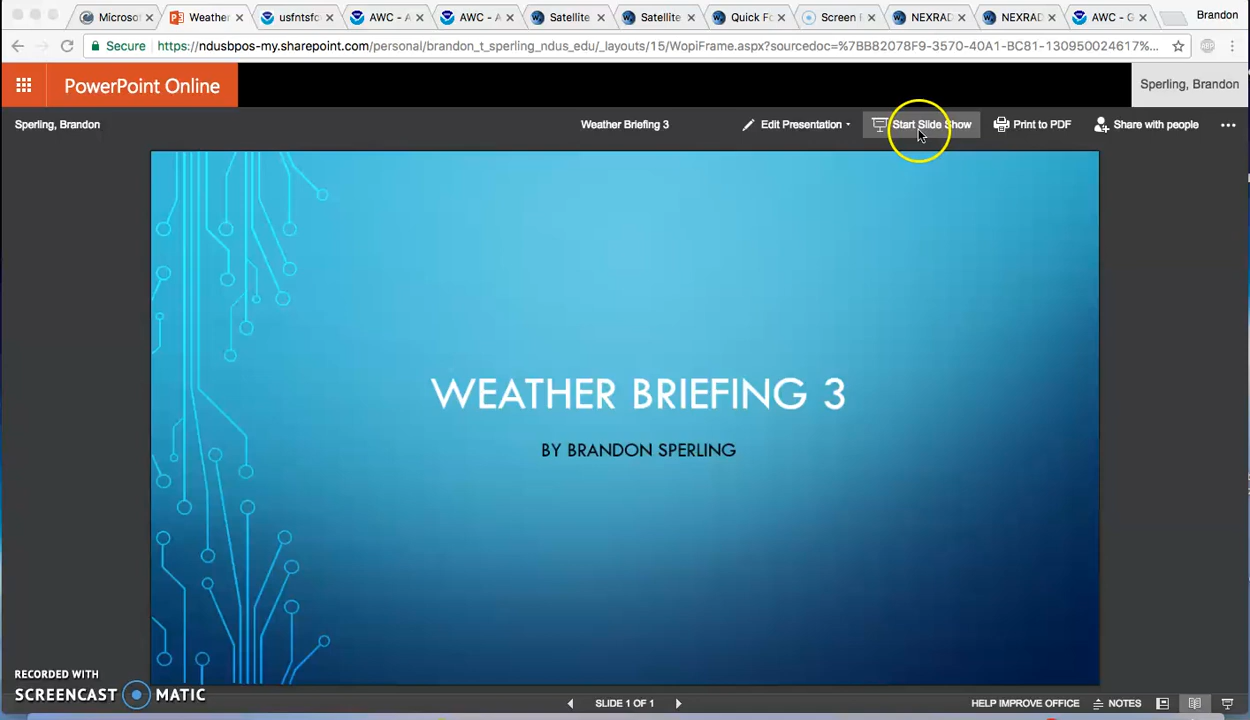 Microso Weather usfntsfo AWC - A AWC - A Satellite Satellite Quick Fo Screen F NEXRAD NEXRAD AWC - G Brandon
Secure https://ndusbpos-my.sharepoint.com/personal/brandon_t_sperling_ndus_edu/_layouts/15/WopiFrame.aspx?sourcedoc=%7BB82078F9-3570-40A1-BC81-130950024617%...
PowerPoint Online Sperling, Brandon
Sperling, Brandon Weather Briefing 3 Edit Presentation Start Slide Show Print to PDF Share with people ...
WEATHER BRIEFING 3
BY BRANDON SPERLING
RECORDED WITH
SCREENCAST MATIC
SLIDE 1 OF 1 HELP IMPROVE OFFICE NOTES